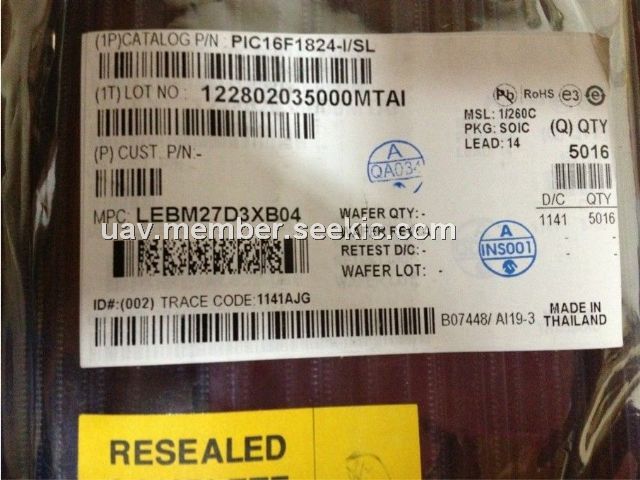 (1P)CATALOG P/N : PIC16F1824-I/SL
(1T) LOT NO : 122802035000MTAI
Pb RoHS e3 e
MSL: 1/260C
PKG: SOIC (Q) QTY
LEAD: 14 5016
(P) CUST. P/N:-
A
QA034
D/C QTY
1141 5016
- -
- -
MPC: LEBM27D3XB04
WAFER QTY: -
RETEST D/C: -
WAFER LOT: -
A
INS001
uav.member.seekic.com
ID#:(002) TRACE CODE:1141AJG
B07448/ AI19-3
MADE IN
THAILAND
RESEALED